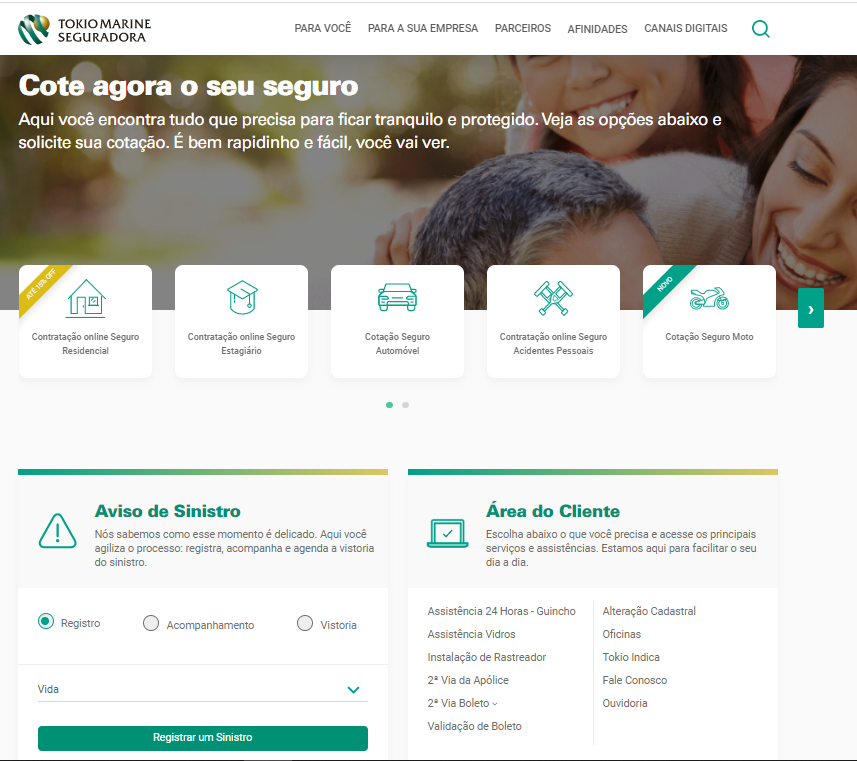 TOKIO MARINE
SEGURADORA
PARA VOCÊ
PARA A SUA EMPRESA
PARCEIROS
AFINIDADES
CANAIS DIGITAIS
Cote agora o seu seguro
Aqui você encontra tudo que precisa para ficar tranquilo e protegido. Veja as opções abaixo e
solicite sua cotação. É bem rapidinho e fácil, você vai ver.
ATÉ 15% OFF
Contratação online Seguro
Residencial
Contratação online Seguro
Estagiário
Cotação Seguro
Automóvel
Contratação online Seguro
Acidentes Pessoais
NOVO
Cotação Seguro Moto
Aviso de Sinistro
Nós sabemos como esse momento é delicado. Aqui você
agiliza o processo: registra, acompanha e agenda a vistoria
do sinistro.
Registro
Acompanhamento
Vistoria
Vida
Registrar um Sinistro
Área do Cliente
Escolha abaixo o que você precisa e acesse os principais
serviços e assistências. Estamos aqui para facilitar o seu
dia a dia.
Assistência 24 Horas - Guincho
Assistência Vidros
Instalação de Rastreador
2ª Via da Apólice
2ª Via Boleto
Validação de Boleto
Alteração Cadastral
Oficinas
Tokio Indica
Fale Conosco
Ouvidoria